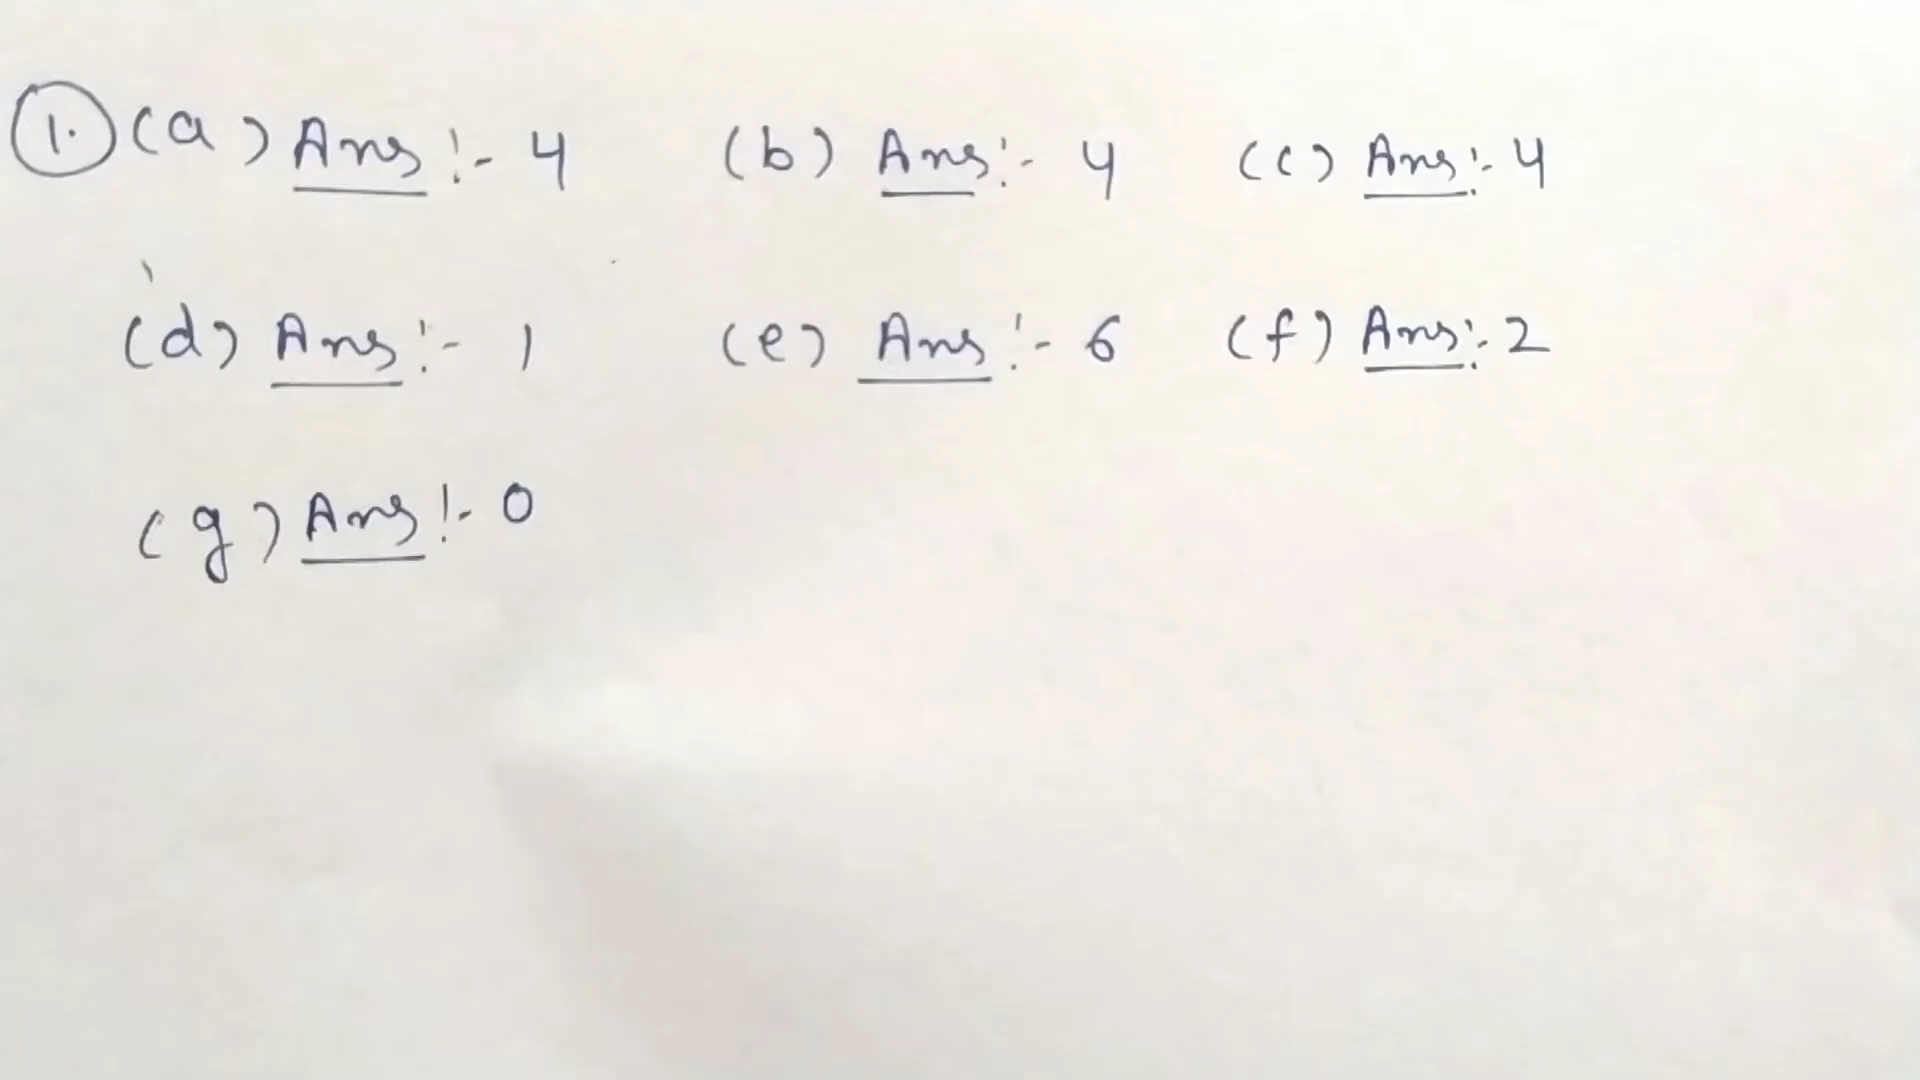 1. (a) Ans:- 4 (b) Ans:- 4 (c) Ans:- 4
(d) Ans:- 1 (e) Ans:- 6 (f) Ans:- 2
(g) Ans:- 0